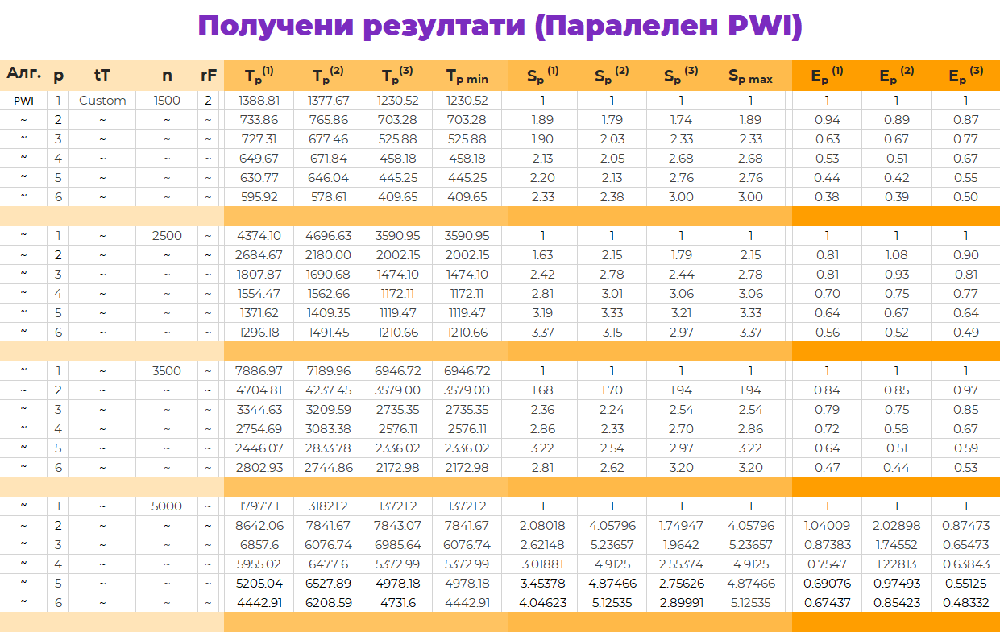 Получени резултати (Паралелен PWI)
Алг. p tT n rF Tp(1) Tp(2) Tp(3) Tp min Sp(1) Sp(2) Sp(3) Sp max Ep(1) Ep(2) Ep(3)
PWI 1 Custom 1500 2 1388.81 1377.67 1230.52 1230.52 1 1 1 1 1 1 1
~ 2 ~ ~ ~ 733.86 765.86 703.28 703.28 1.89 1.79 1.74 1.89 0.94 0.89 0.87
~ 3 ~ ~ ~ 727.31 677.46 525.88 525.88 1.90 2.03 2.33 2.33 0.63 0.67 0.77
~ 4 ~ ~ ~ 649.67 671.84 458.18 458.18 2.13 2.05 2.68 2.68 0.53 0.51 0.67
~ 5 ~ ~ ~ 630.77 646.04 445.25 445.25 2.20 2.13 2.76 2.76 0.44 0.42 0.55
~ 6 ~ ~ ~ 595.92 578.61 409.65 409.65 2.33 2.38 3.00 3.00 0.38 0.39 0.50
~ 1 ~ 2500 ~ 4374.10 4696.63 3590.95 3590.95 1 1 1 1 1 1 1
~ 2 ~ ~ ~ 2684.67 2180.00 2002.15 2002.15 1.63 2.15 1.79 2.15 0.81 1.08 0.90
~ 3 ~ ~ ~ 1807.87 1690.68 1474.10 1474.10 2.42 2.78 2.44 2.78 0.81 0.93 0.81
~ 4 ~ ~ ~ 1554.47 1562.66 1172.11 1172.11 2.81 3.01 3.06 3.06 0.70 0.75 0.77
~ 5 ~ ~ ~ 1371.62 1409.35 1119.47 1119.47 3.19 3.33 3.21 3.33 0.64 0.67 0.64
~ 6 ~ ~ ~ 1296.18 1491.45 1210.66 1210.66 3.37 3.15 2.97 3.37 0.56 0.52 0.49
~ 1 ~ 3500 ~ 7886.97 7189.96 6946.72 6946.72 1 1 1 1 1 1 1
~ 2 ~ ~ ~ 4704.81 4237.45 3579.00 3579.00 1.68 1.70 1.94 1.94 0.84 0.85 0.97
~ 3 ~ ~ ~ 3344.63 3209.59 2735.35 2735.35 2.36 2.24 2.54 2.54 0.79 0.75 0.85
~ 4 ~ ~ ~ 2754.69 3083.38 2576.11 2576.11 2.86 2.33 2.70 2.86 0.72 0.58 0.67
~ 5 ~ ~ ~ 2446.07 2833.78 2336.02 2336.02 3.22 2.54 2.97 3.22 0.64 0.51 0.59
~ 6 ~ ~ ~ 2802.93 2744.86 2172.98 2172.98 2.81 2.62 3.20 3.20 0.47 0.44 0.53
~ 1 ~ 5000 ~ 17977.1 31821.2 13721.2 13721.2 1 1 1 1 1 1 1
~ 2 ~ ~ ~ 8642.06 7841.67 7843.07 7841.67 2.08018 4.05796 1.74947 4.05796 1.04009 2.02898 0.87473
~ 3 ~ ~ ~ 6857.6 6076.74 6985.64 6076.74 2.62148 5.23657 1.9642 5.23657 0.87383 1.74552 0.65473
~ 4 ~ ~ ~ 5955.02 6477.6 5372.99 5372.99 3.01881 4.9125 2.55374 4.9125 0.7547 1.22813 0.63843
~ 5 ~ ~ ~ 5205.04 6527.89 4978.18 4978.18 3.45378 4.87466 2.75626 4.87466 0.69076 0.97493 0.55125
~ 6 ~ ~ ~ 4442.91 6208.59 4731.6 4442.91 4.04623 5.12535 2.89991 5.12535 0.67437 0.85423 0.48332